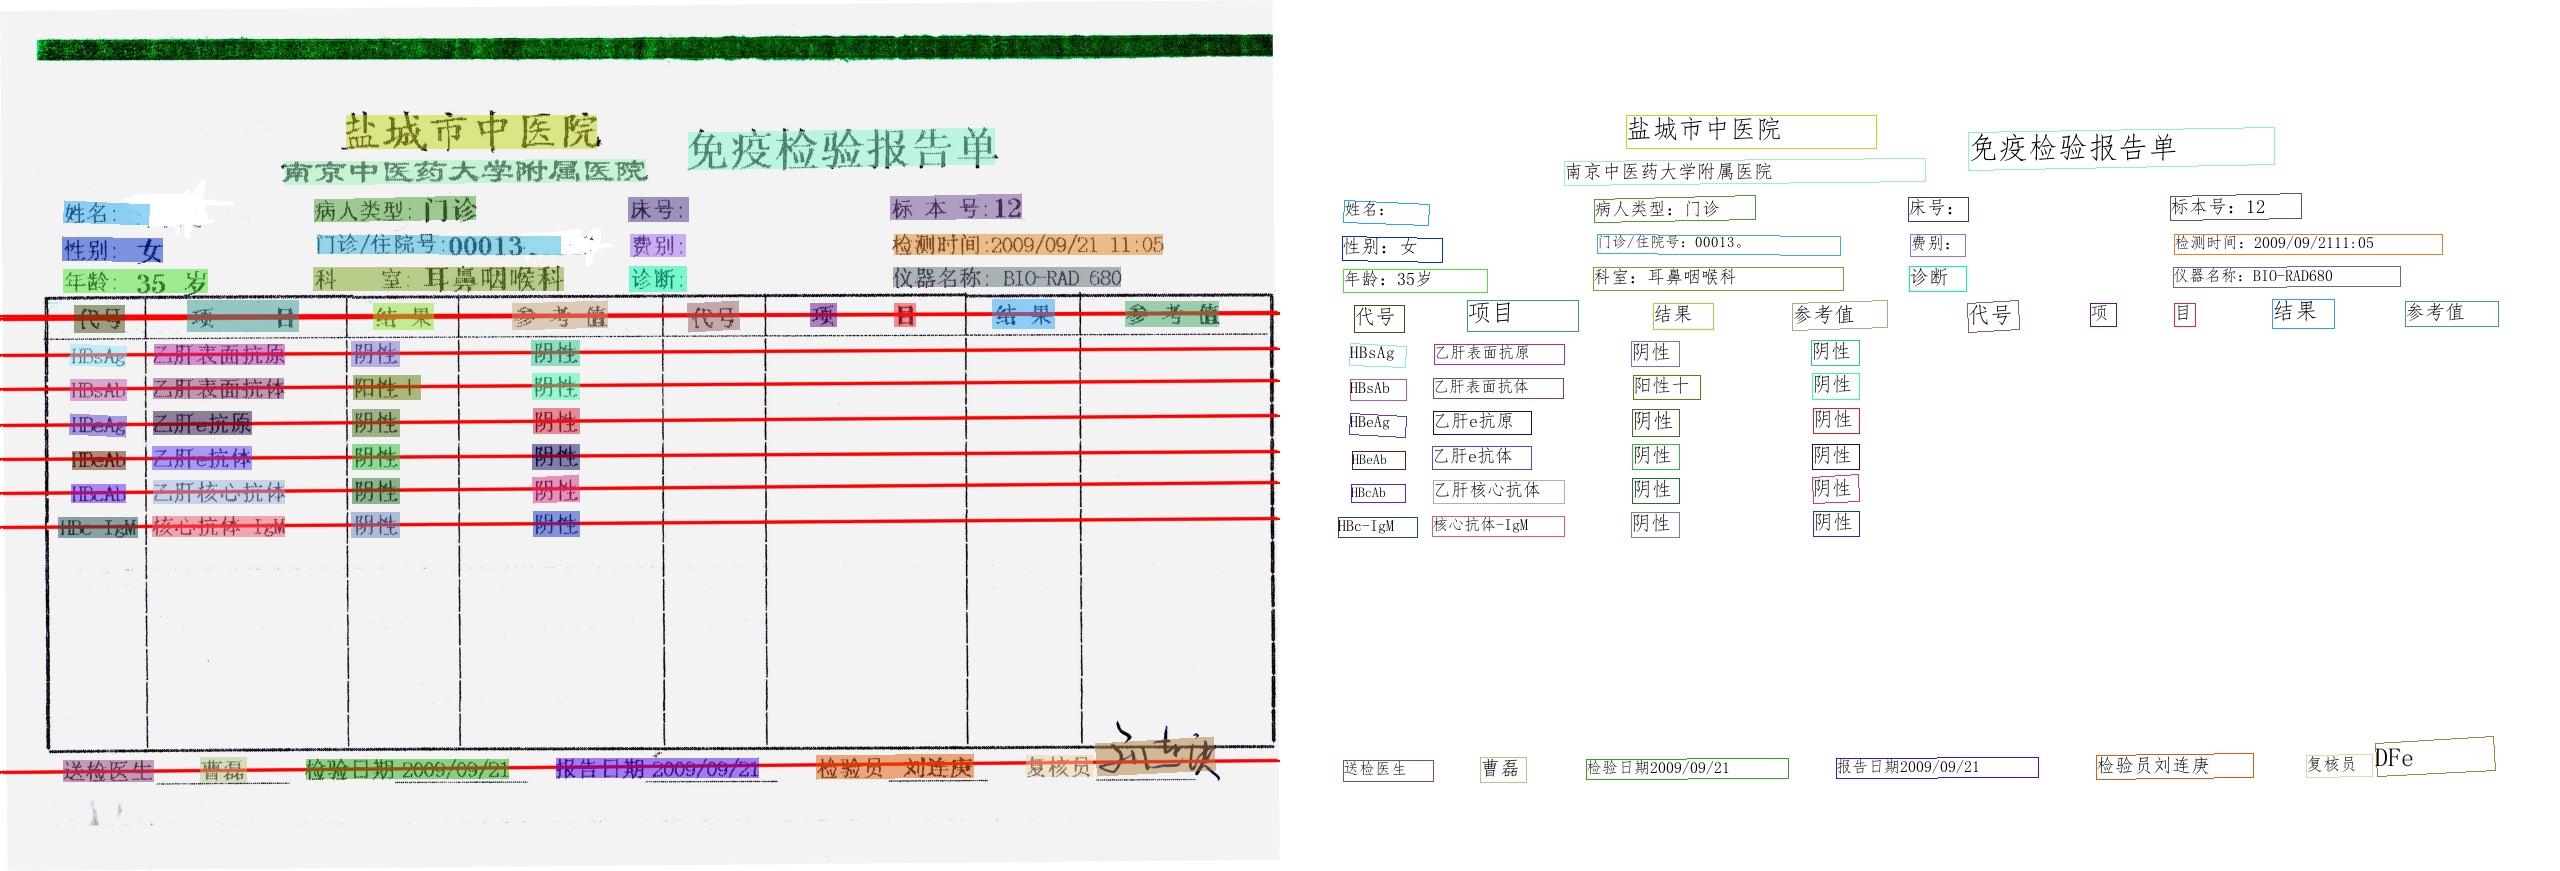 盐城市中医院
免疫检验报告单
南京中医药大学附属医院
姓名: 病人类型: 门诊 床号: 标 本 号:12
性别: 女 门诊/住院号:00013 费别: 检测时间:2009/09/21 11:05
年龄: 35 岁 科 室: 耳鼻咽喉科 诊断: 仪器名称: BIO-RAD 680
代号 项 目 结 果 参 考 值 代号 项 目 结 果 参 考 值
HBsAg 乙肝表面抗原 阴性 阴性
HBsAb 乙肝表面抗体 阳性+ 阴性
HBeAg 乙肝e抗原 阴性 阴性
HBeAb 乙肝e抗体 阴性 阴性
HBcAb 乙肝核心抗体 阴性 阴性
HBc-IgM 核心抗体-IgM 阴性 阴性
送检医生 曹磊 检验日期 2009/09/21 报告日期 2009/09/21 检验员 刘连庚 复核员
盐城市中医院
免疫检验报告单
南京中医药大学附属医院
姓名: 病人类型: 门诊 床号: 标本号: 12
性别: 女 门诊/住院号: 00013。 费别: 检测时间: 2009/09/2111:05
年龄: 35岁 科室: 耳鼻咽喉科 诊断 仪器名称: BIO-RAD680
代号 项目 结果 参考值 代号 项 目 结果 参考值
HBsAg 乙肝表面抗原 阴性 阴性
HBsAb 乙肝表面抗体 阳性十 阴性
HBeAg 乙肝e抗原 阴性 阴性
HBeAb 乙肝e抗体 阴性 阴性
HBcAb 乙肝核心抗体 阴性 阴性
HBc-IgM 核心抗体-IgM 阴性 阴性
送检医生 曹磊 检验日期2009/09/21 报告日期2009/09/21 检验员刘连庚 复核员 DFe